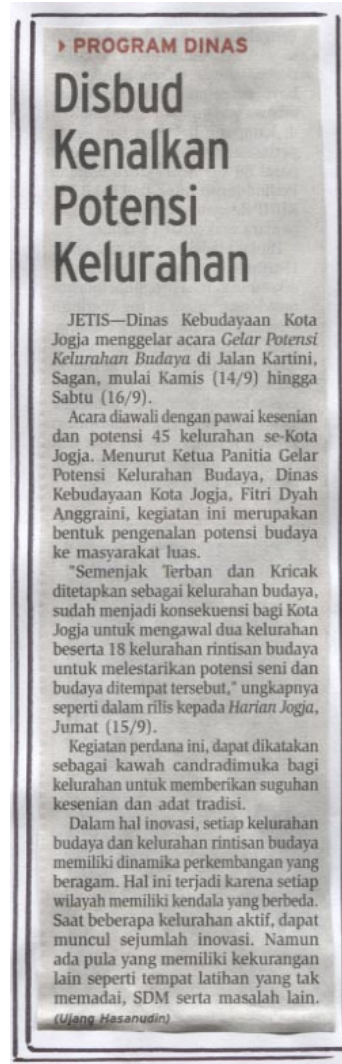 PROGRAM DINAS
Disbud
Kenalkan
Potensi
Kelurahan
JETIS—Dinas Kebudayaan Kota
Jogja menggelar acara Gelar Potensi
Kelurahan Budaya di Jalan Kartini,
Sagan, mulai Kamis (14/9) hingga
Sabtu (16/9).
Acara diawali dengan pawai kesenian
dan potensi 45 kelurahan se-Kota
Jogja. Menurut Ketua Panitia Gelar
Potensi Kelurahan Budaya, Dinas
Kebudayaan Kota Jogja, Fitri Dyah
Anggraini, kegiatan ini merupakan
bentuk pengenalan potensi budaya
ke masyarakat luas.
"Semenjak Terban dan Kricak
ditetapkan sebagai kelurahan budaya,
sudah menjadi konsekuensi bagi Kota
Jogja untuk mengawal dua kelurahan
beserta 18 kelurahan rintisan budaya
untuk melestarikan potensi seni dan
budaya ditempat tersebut," ungkapnya
seperti dalam rilis kepada Harian Jogja,
Jumat (15/9).
Kegiatan perdana ini, dapat dikatakan
sebagai kawah candradimuka bagi
kelurahan untuk memberikan suguhan
kesenian dan adat tradisi.
Dalam hal inovasi, setiap kelurahan
budaya dan kelurahan rintisan budaya
memiliki dinamika perkembangan yang
beragam. Hal ini terjadi karena setiap
wilayah memiliki kendala yang berbeda.
Saat beberapa kelurahan aktif, dapat
muncul sejumlah inovasi. Namun
ada pula yang memiliki kekurangan
lain seperti tempat latihan yang tak
memadai, SDM serta masalah lain.
(Ujang Hasanudin)